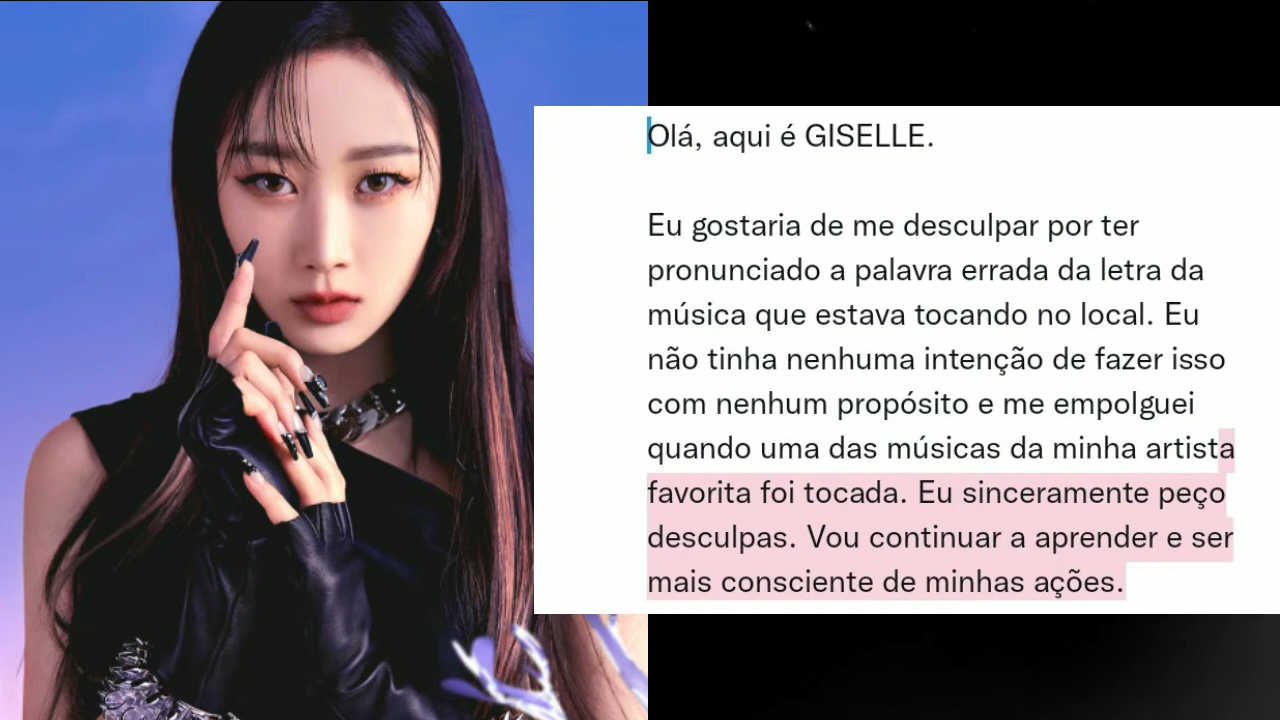 Olá, aqui é GISELLE.
Eu gostaria de me desculpar por ter
pronunciado a palavra errada da letra da
música que estava tocando no local. Eu
não tinha nenhuma intenção de fazer isso
com nenhum propósito e me empolguei
quando uma das músicas da minha artista
favorita foi tocada. Eu sinceramente peço
desculpas. Vou continuar a aprender e ser
mais consciente de minhas ações.